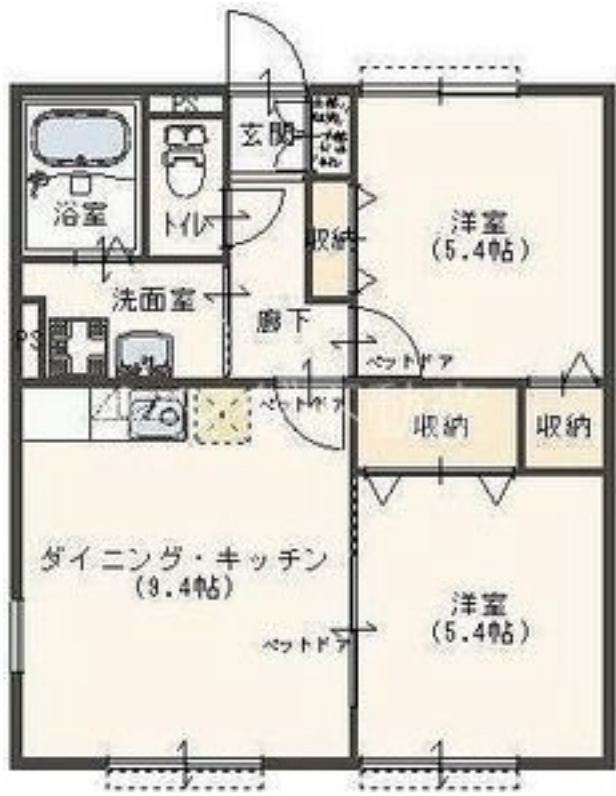 PS
玄関
浴室
トイレ
収納
洋室
(5.4帖)
洗面室
PS
廊下
ペットドア
ペットドア
収納
収納
ダイニング・キッチン
(9.4帖)
洋室
(5.4帖)
ペットドア